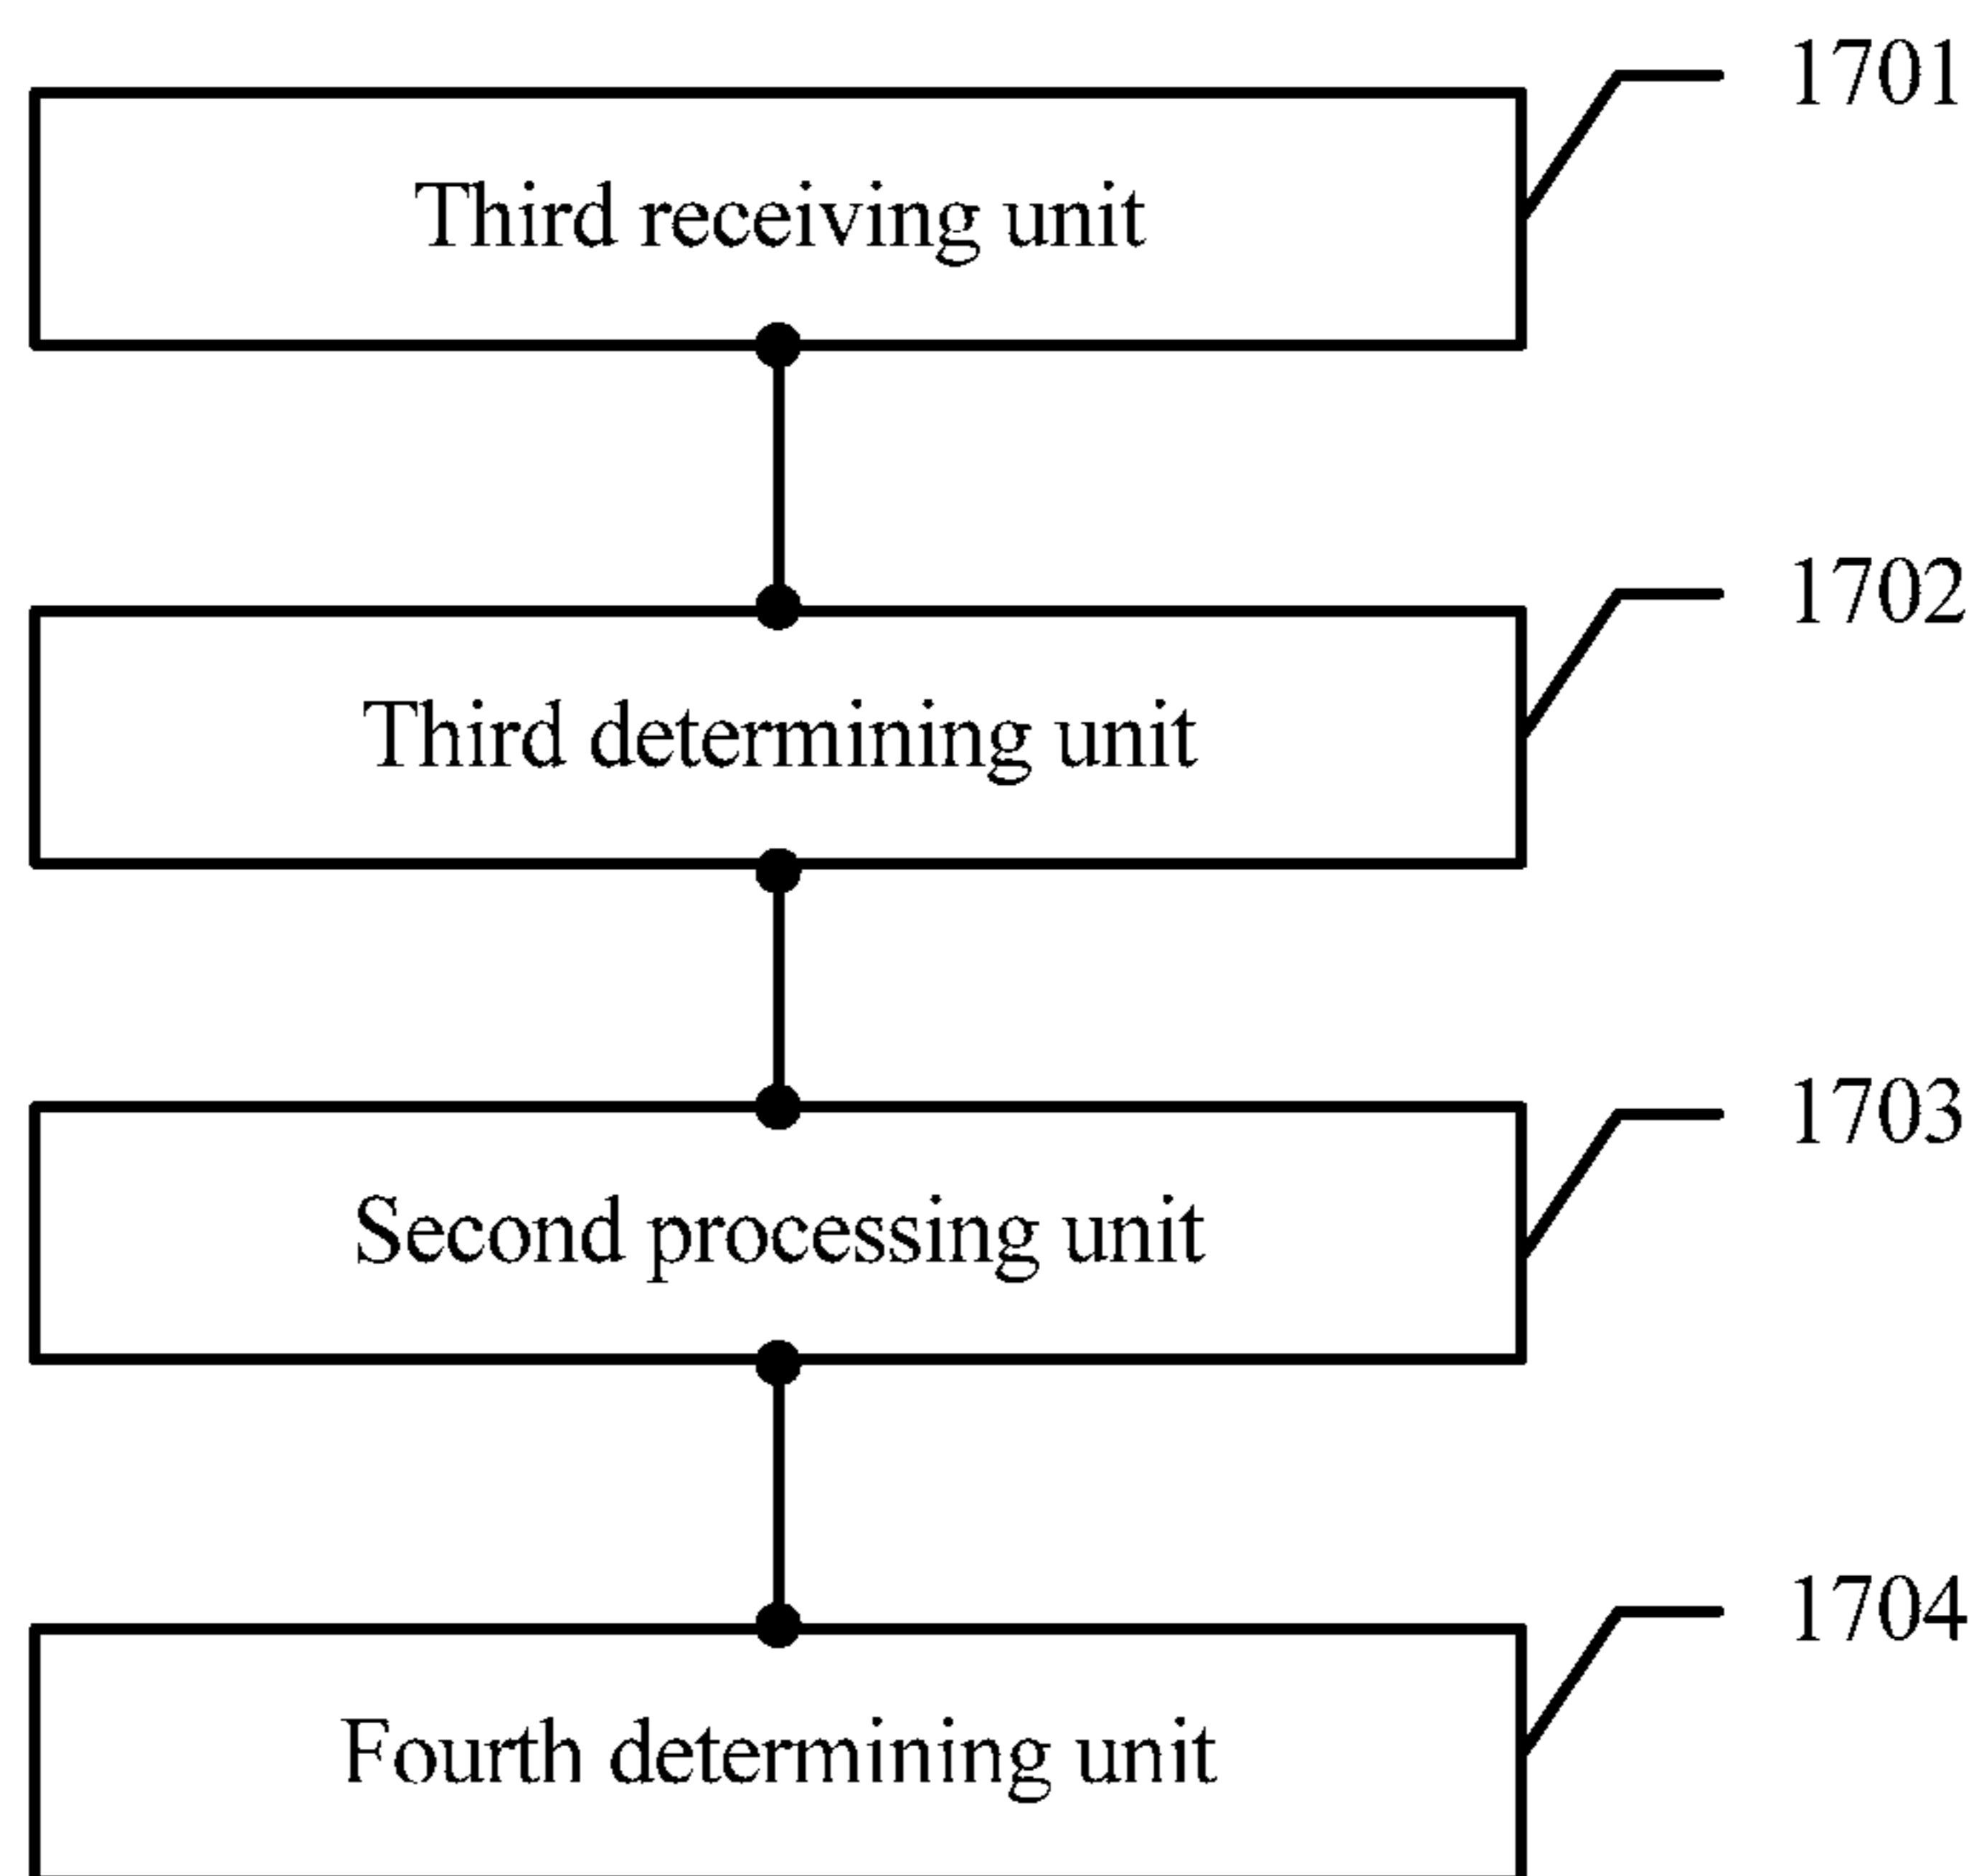 1701
Third receiving unit
1702
Third determining unit
1703
Second processing unit
1704
Fourth determining unit